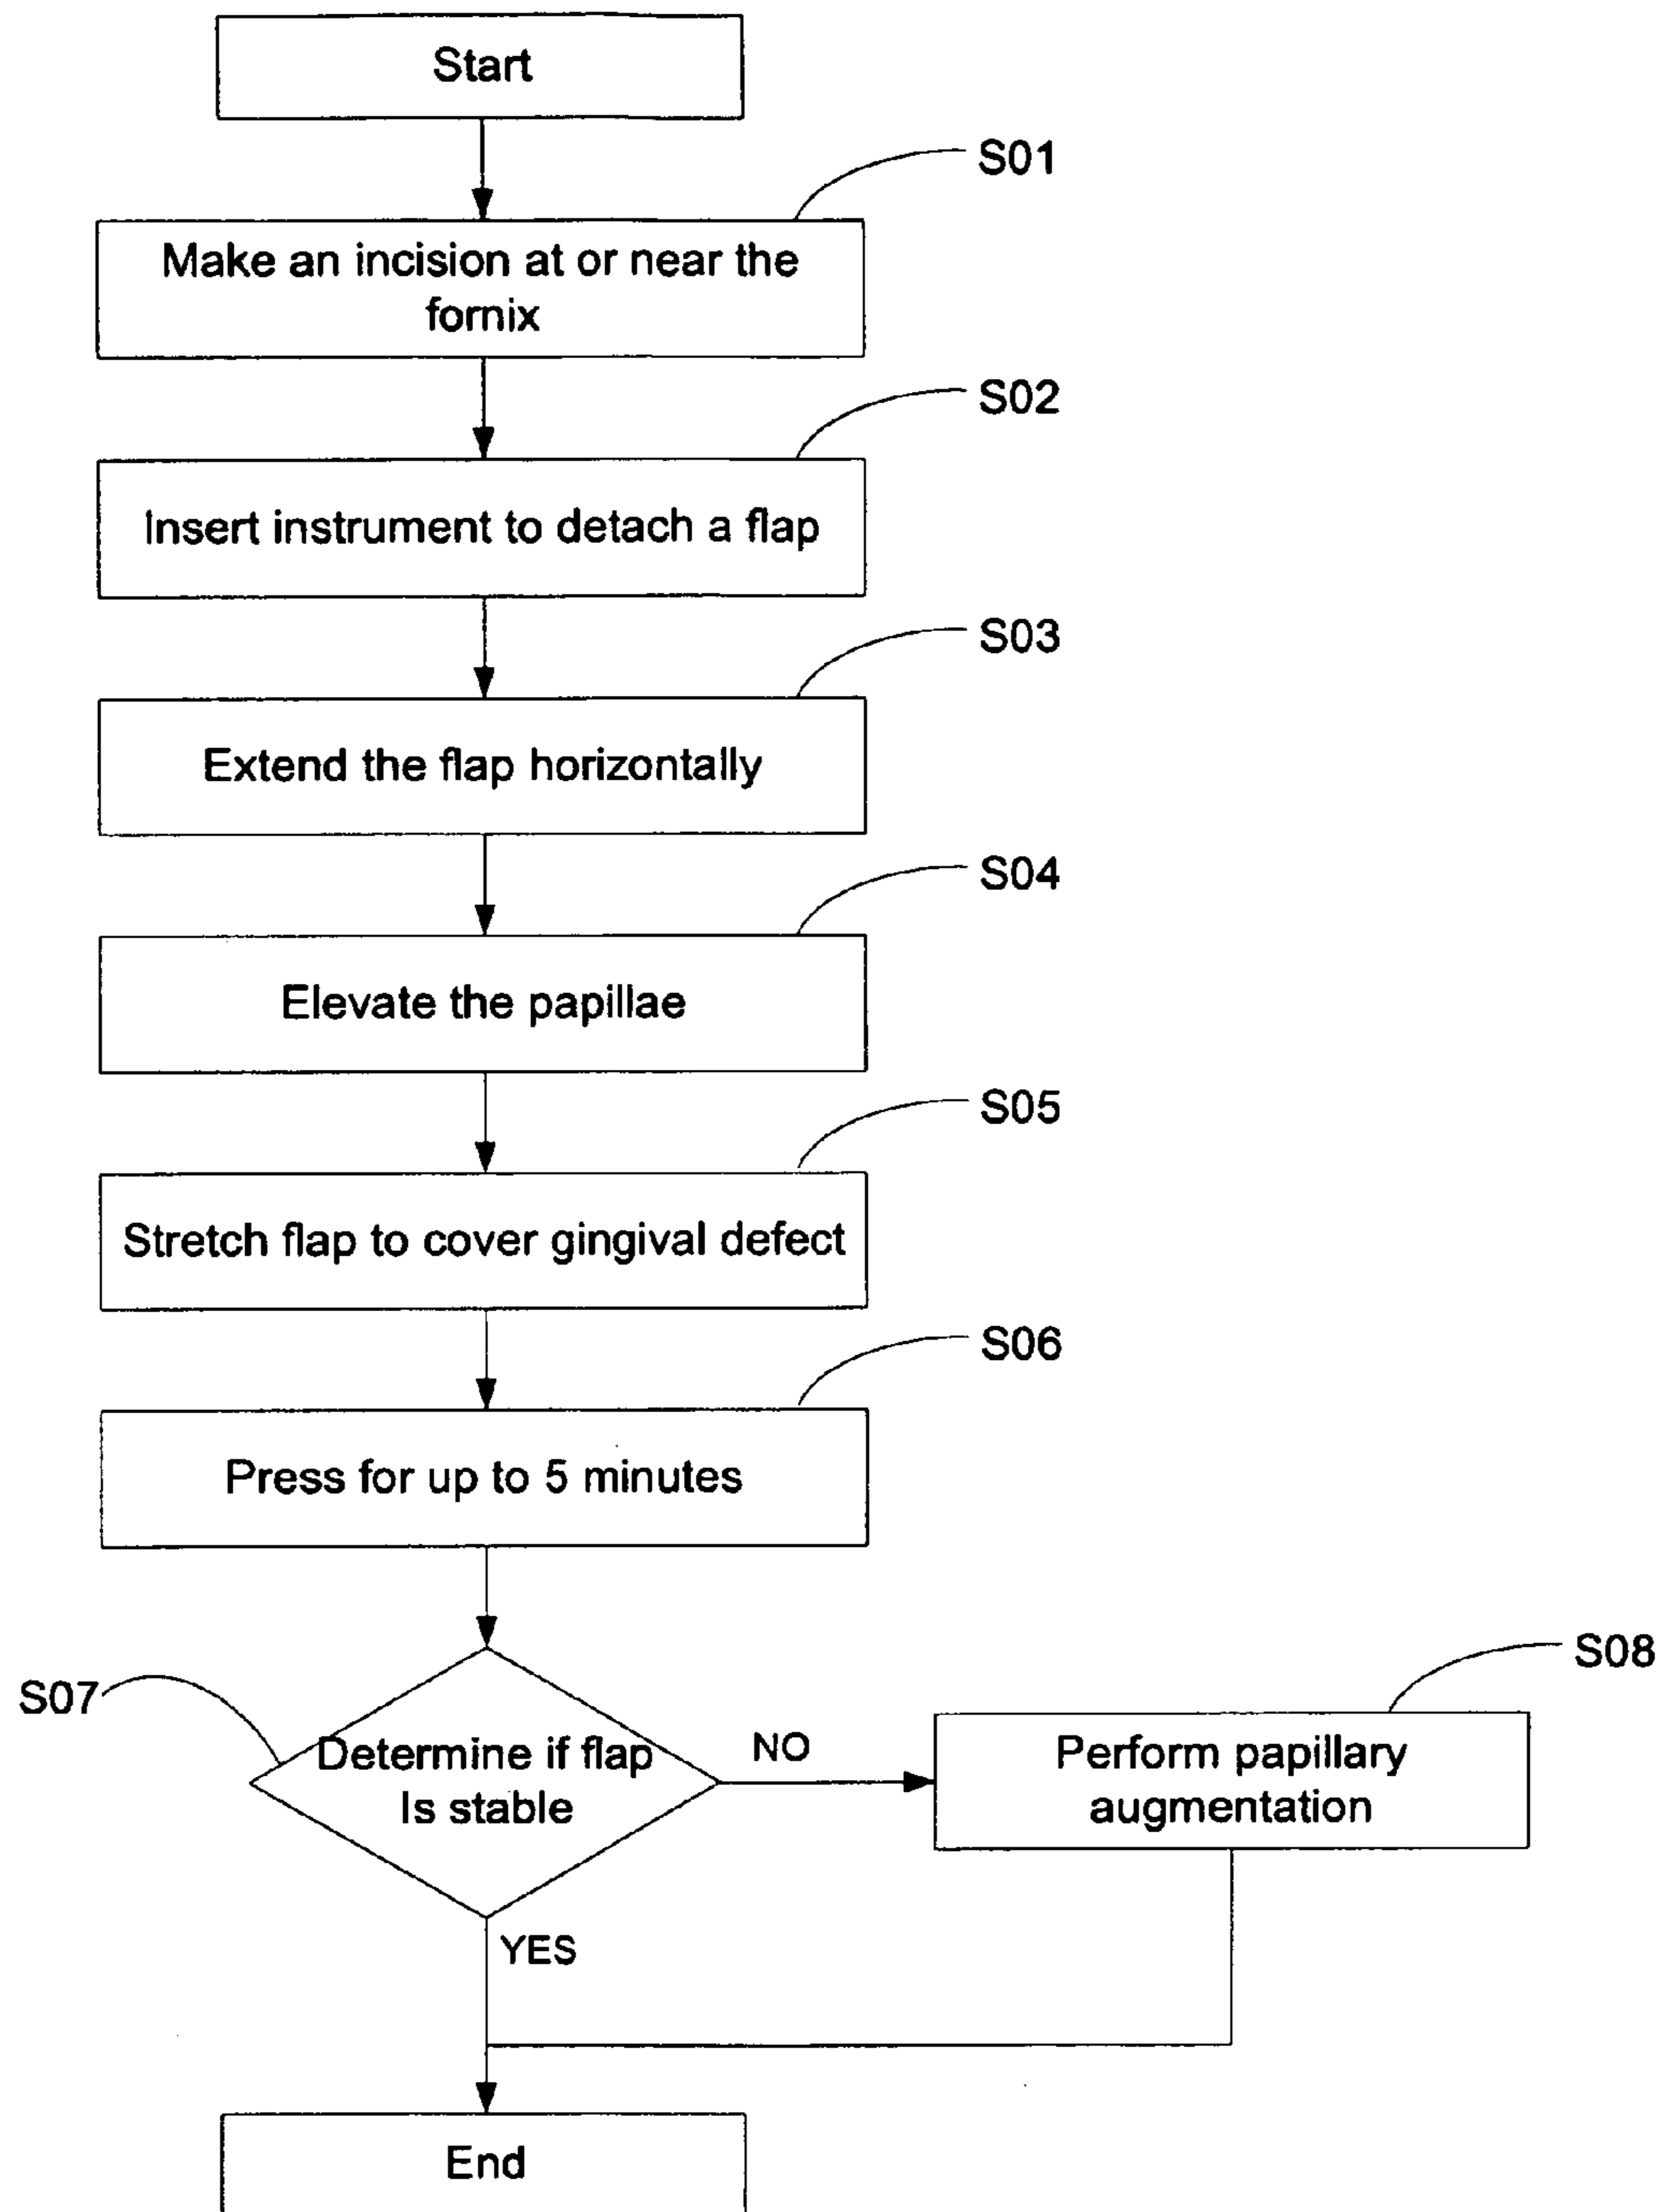 Start
S01
Make an incision at or near the
fornix
S02
Insert instrument to detach a flap
S03
Extend the flap horizontally
S04
Elevate the papillae
S05
Stretch flap to cover gingival defect
S06
Press for up to 5 minutes
S07
Determine if flap
Is stable
NO
S08
Perform papillary
augmentation
YES
End